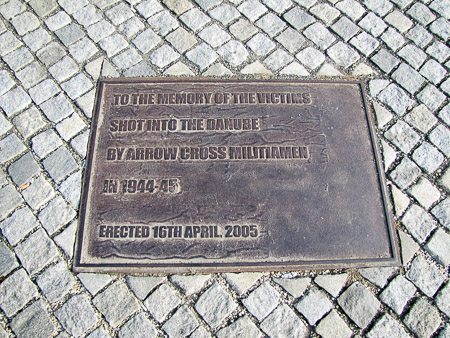 TO THE MEMORY OF THE VICTIMS
SHOT INTO THE DANUBE
BY ARROW CROSS MILITIAMEN
IN 1944-45
ERECTED 16TH APRIL, 2005